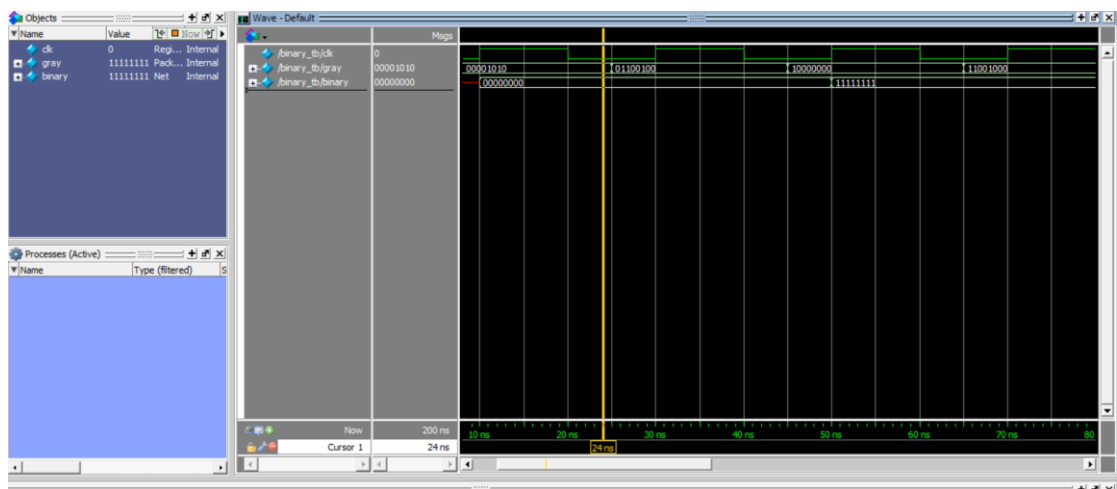 Objects
Name Value Now
clk 0 Regi... Internal
gray 11111111 Pack... Internal
binary 11111111 Net Internal
Processes (Active)
Name Type (filtered) S
Wave - Default
Msgs
/binary_tb/clk 0
/binary_tb/gray 00001010 00001010 01100100 10000000 11001000
/binary_tb/binary 00000000 00000000 11111111
Now 200 ns 10 ns 20 ns 30 ns 40 ns 50 ns 60 ns 70 ns 80
Cursor 1 24 ns 24 ns